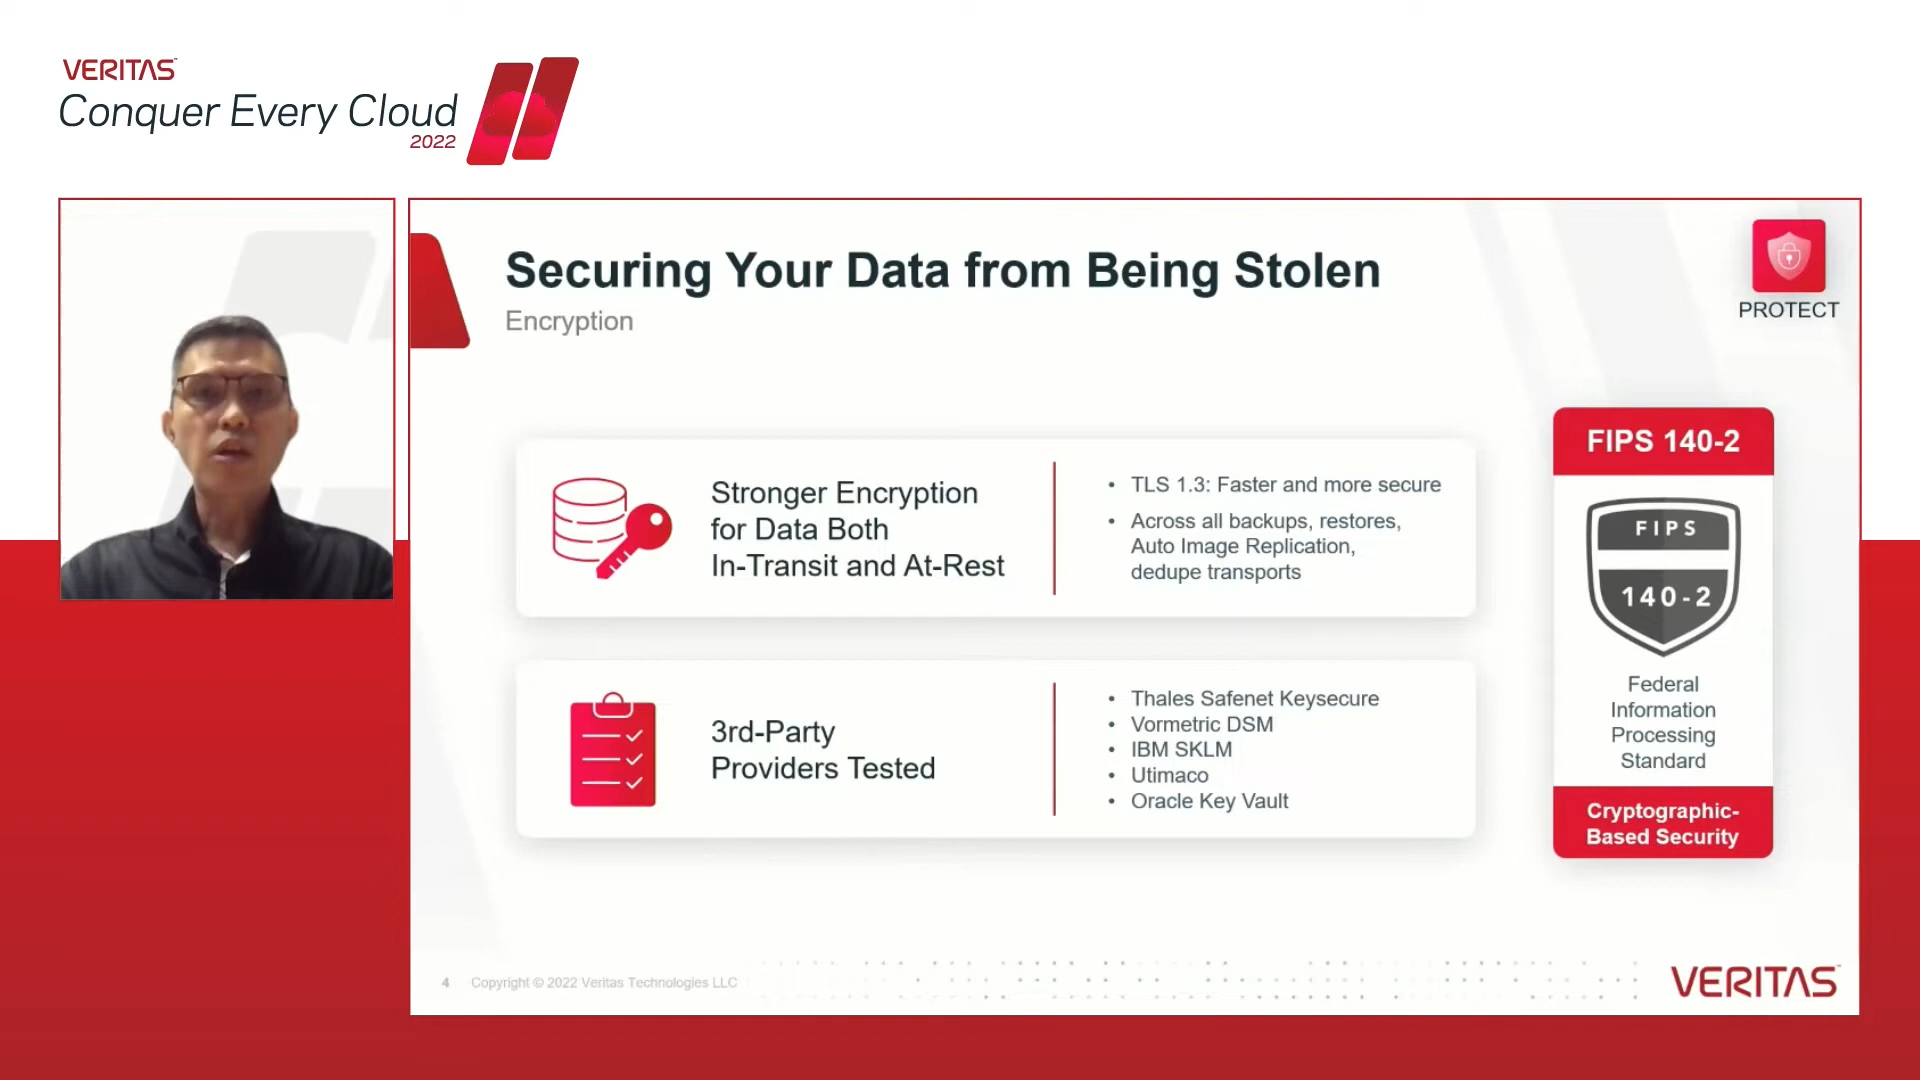 VERITAS
Conquer Every Cloud
2022
Securing Your Data from Being Stolen
Encryption
PROTECT
Stronger Encryption
for Data Both
In-Transit and At-Rest
• TLS 1.3: Faster and more secure
• Across all backups, restores,
Auto Image Replication,
dedupe transports
3rd-Party
Providers Tested
• Thales Safenet Keysecure
• Vormetric DSM
• IBM SKLM
• Utimaco
• Oracle Key Vault
FIPS 140-2
FIPS
140-2
Federal
Information
Processing
Standard
Cryptographic-
Based Security
4 Copyright © 2022 Veritas Technologies LLC
VERITAS